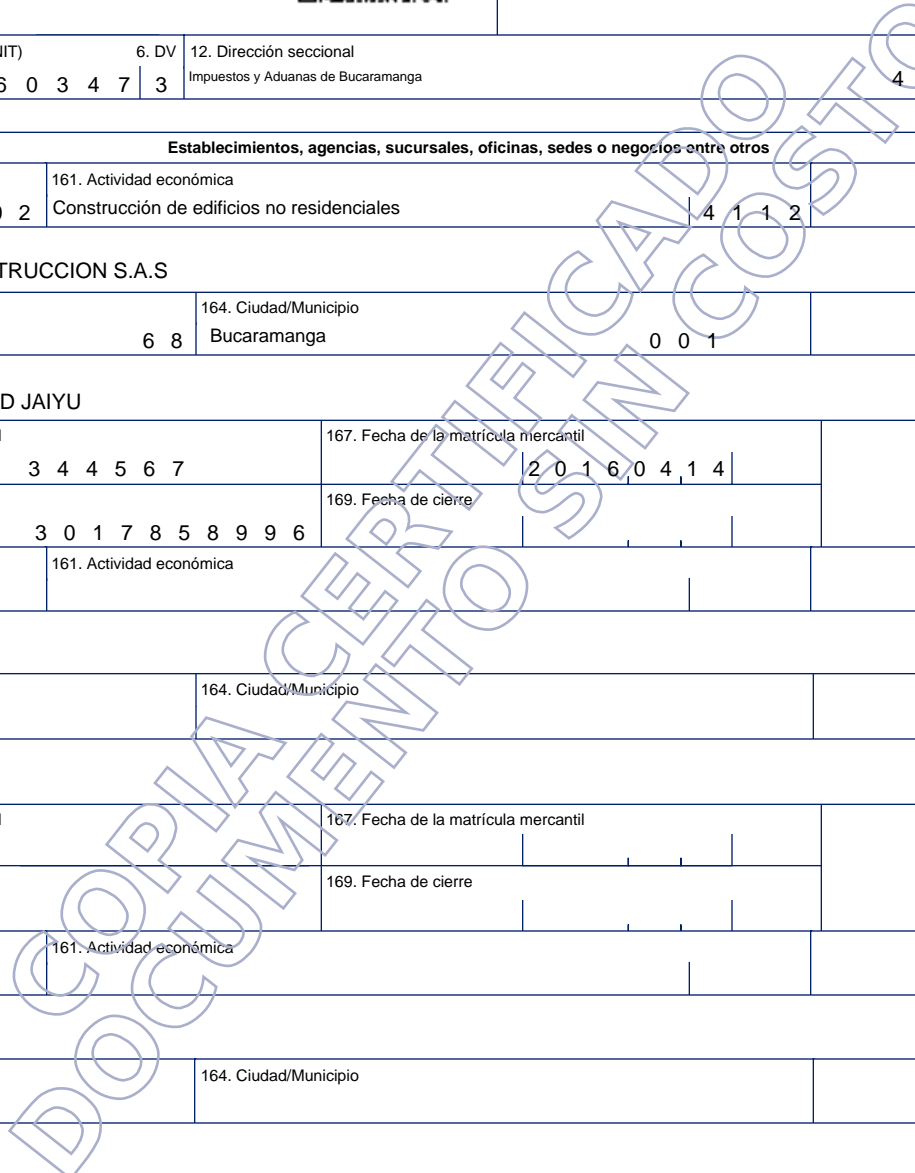 6. DV 12. Dirección seccional
6 0 3 4 7 3 Impuestos y Aduanas de Bucaramanga 4
Establecimientos, agencias, sucursales, oficinas, sedes o negocios entre otros
161. Actividad económica
2 Construcción de edificios no residenciales 4 1 1 2
TRUCCION S.A.S
164. Ciudad/Municipio
6 8 Bucaramanga 0 0 1
D JAIYU
167. Fecha de la matrícula mercantil
3 4 4 5 6 7 2 0 1 6 0 4 1 4
169. Fecha de cierre
3 0 1 7 8 5 8 9 9 6
161. Actividad económica
164. Ciudad/Municipio
167. Fecha de la matrícula mercantil
169. Fecha de cierre
161. Actividad económica
164. Ciudad/Municipio
COPIA CERTIFICADO
DOCUMENTO SIN COSTO